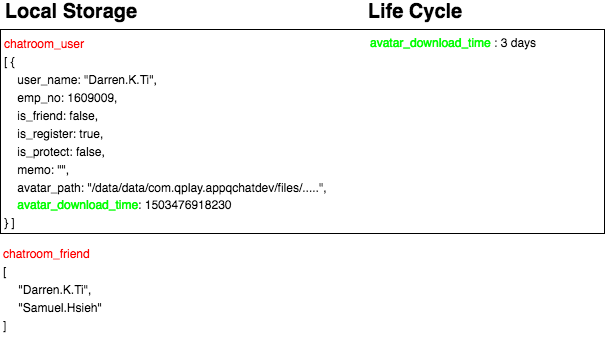 Local Storage Life Cycle
chatroom_user avatar_download_time : 3 days
[ {
user_name: "Darren.K.Ti",
emp_no: 1609009,
is_friend: false,
is_register: true,
is_protect: false,
memo: "",
avatar_path: "/data/data/com.qplay.appqchatdev/files/.....",
avatar_download_time: 1503476918230
} ]
chatroom_friend
[
"Darren.K.Ti",
"Samuel.Hsieh"
]